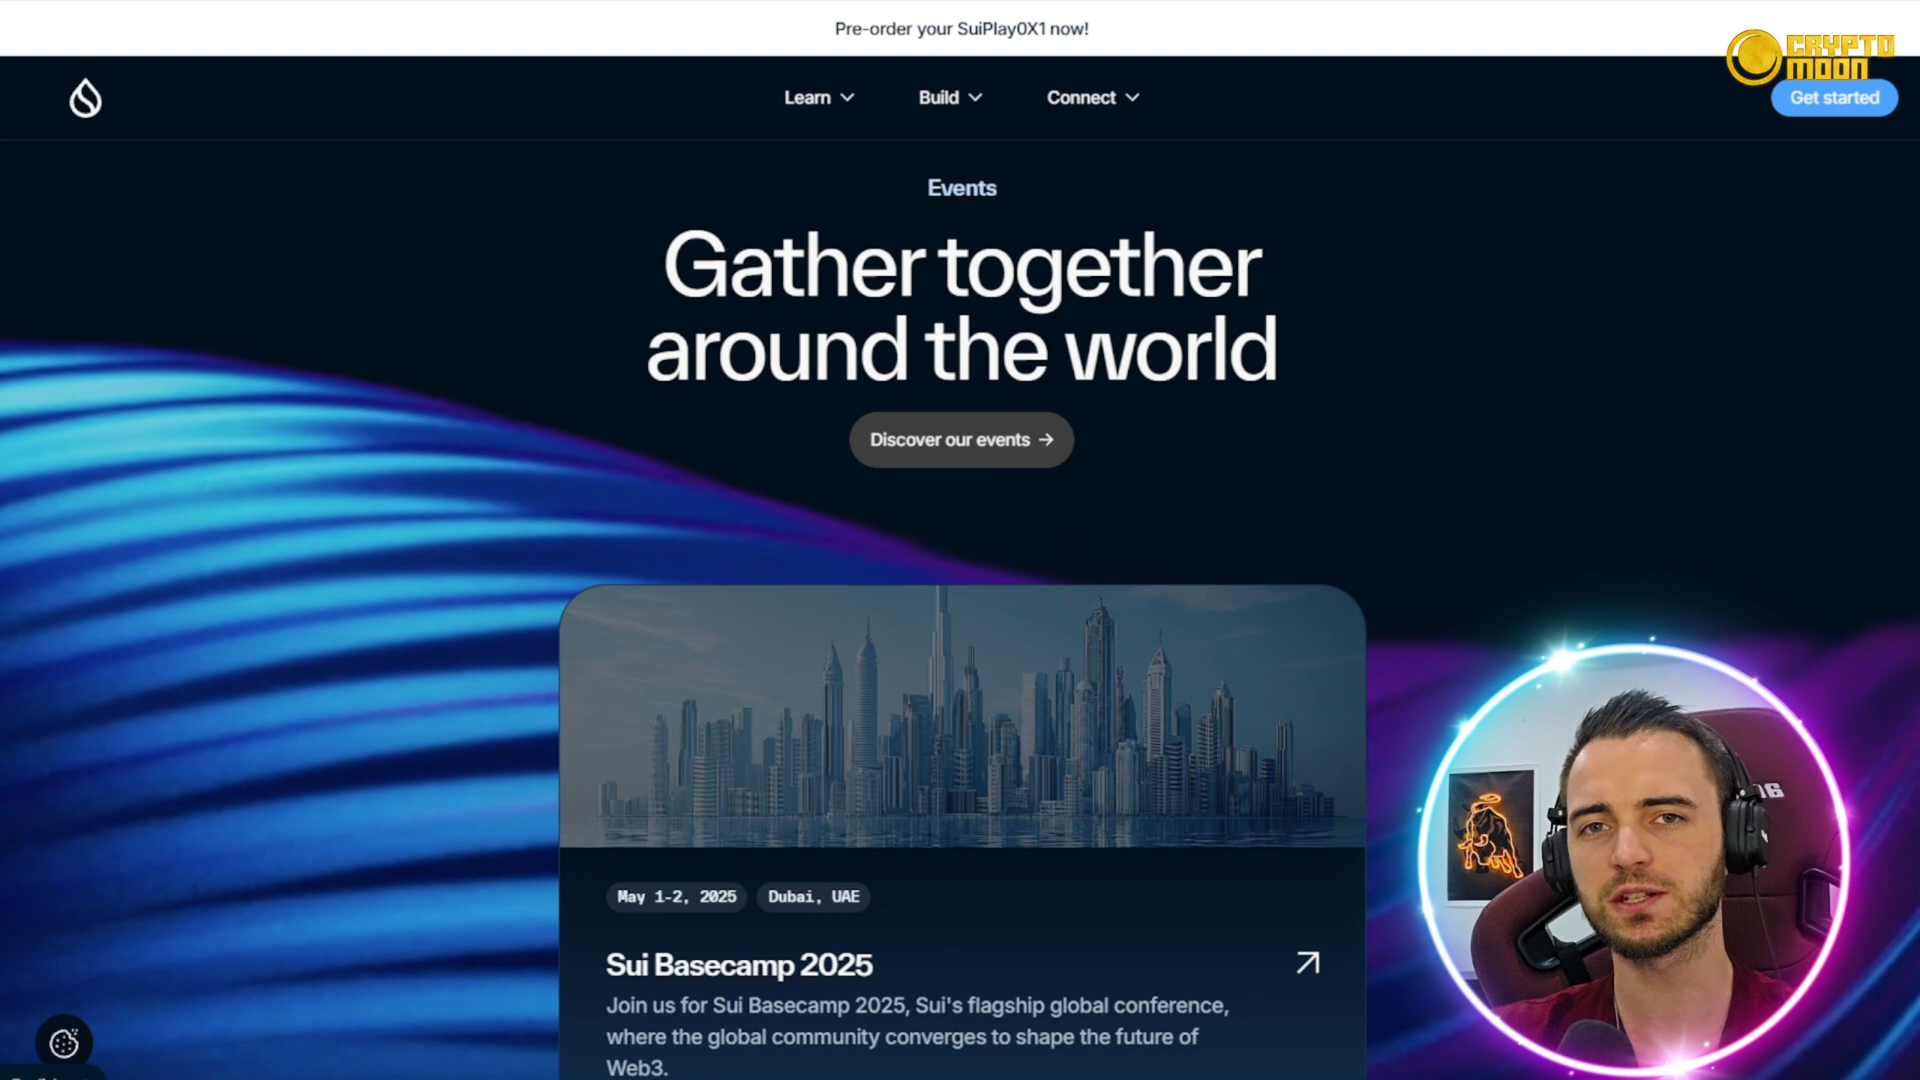 Pre-order your SuiPlay0X1 now!
CRYPTO
MOON
Learn
Build
Connect
Get started
Events
Gather together
around the world
Discover our events →
May 1-2, 2025
Dubai, UAE
Sui Basecamp 2025
Join us for Sui Basecamp 2025, Sui's flagship global conference,
where the global community converges to shape the future of
Web3.